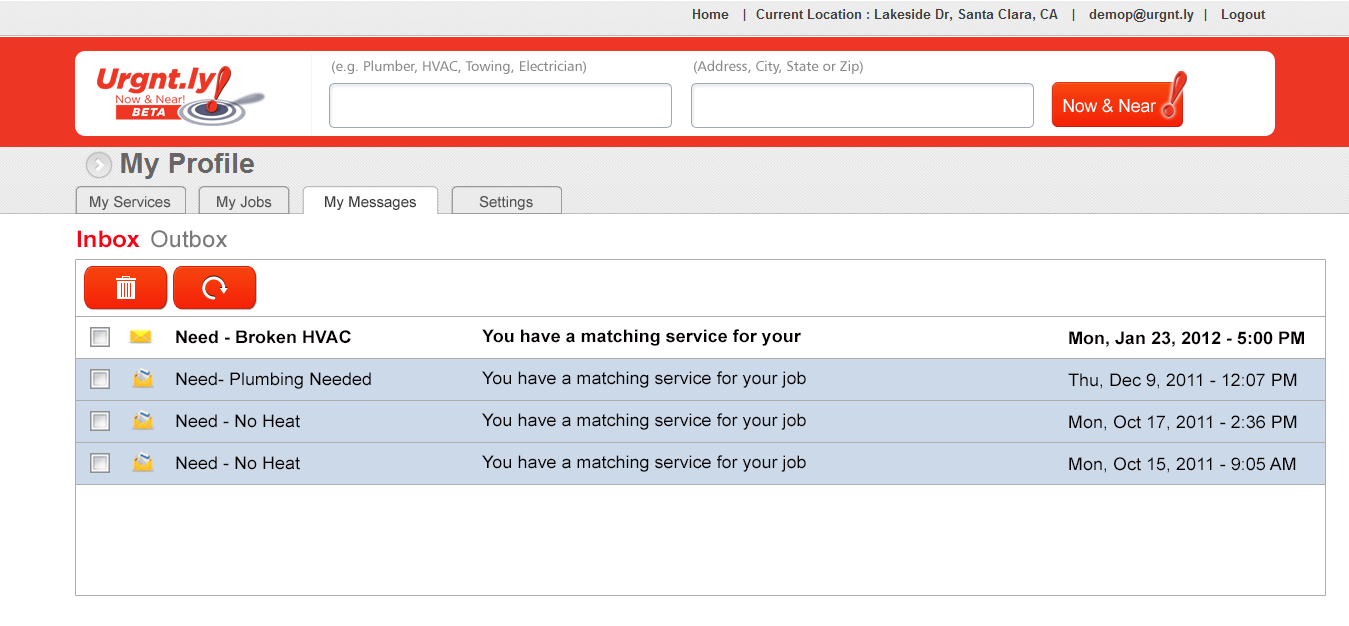 Home | Current Location : Lakeside Dr, Santa Clara, CA | demop@urgnt.ly | Logout
Urgnt.ly!
Now & Near!
BETA
(e.g. Plumber, HVAC, Towing, Electrician)
(Address, City, State or Zip)
Now & Near
My Profile
My Services
My Jobs
My Messages
Settings
Inbox Outbox
Need - Broken HVAC You have a matching service for your Mon, Jan 23, 2012 - 5:00 PM
Need- Plumbing Needed You have a matching service for your job Thu, Dec 9, 2011 - 12:07 PM
Need - No Heat You have a matching service for your job Mon, Oct 17, 2011 - 2:36 PM
Need - No Heat You have a matching service for your job Mon, Oct 15, 2011 - 9:05 AM